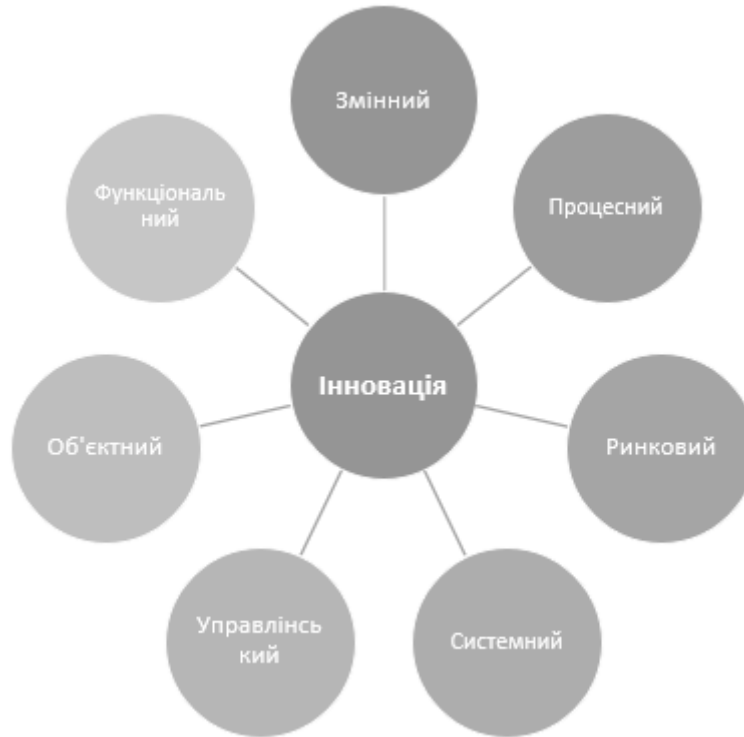 Змінний
Процесний
Ринковий
Системний
Управлінсь
кий
Об'єктний
Функціональ
ний
Інновація